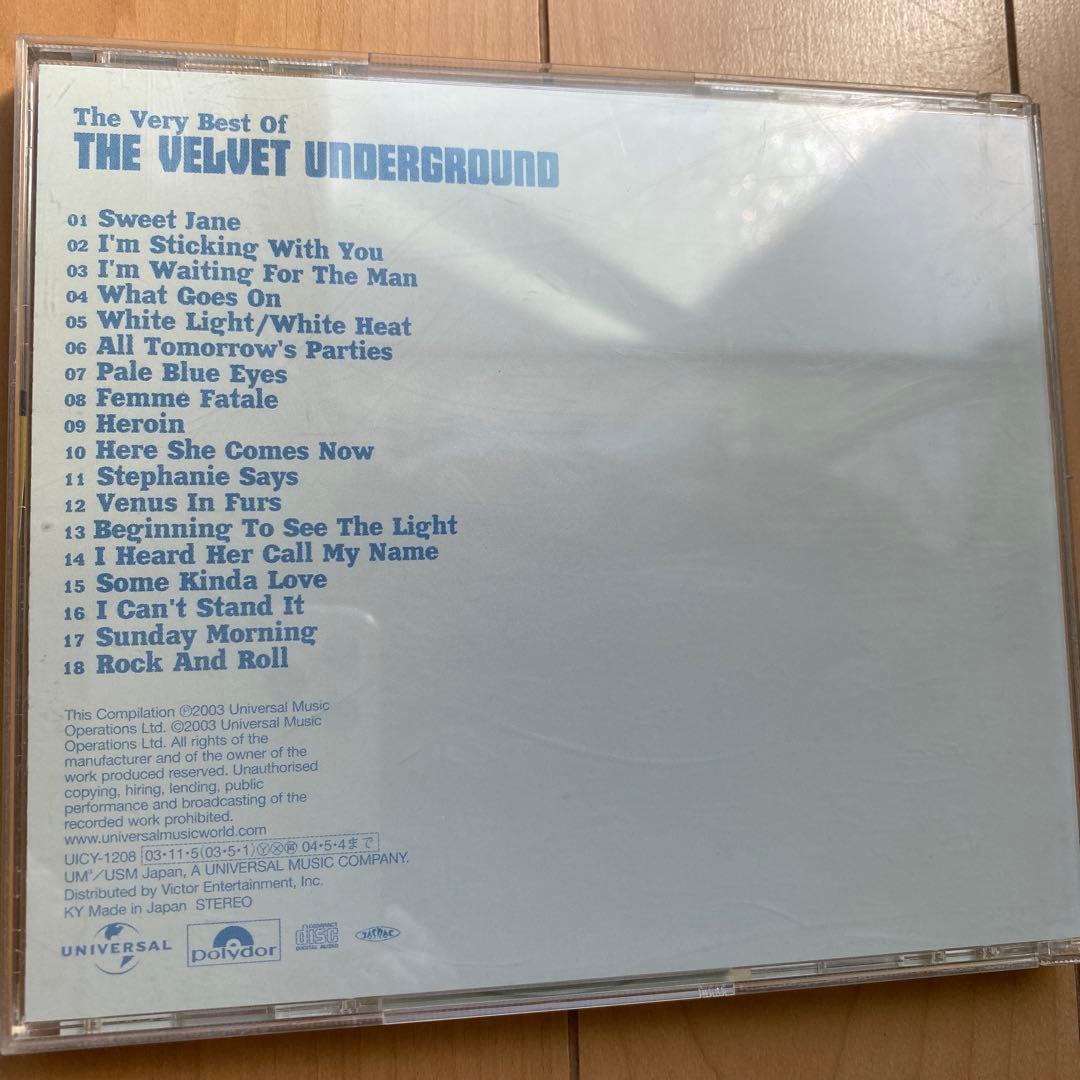 The Very Best Of
THE VELVET UNDERGROUND
01 Sweet Jane
02 I'm Sticking With You
03 I'm Waiting For The Man
04 What Goes On
05 White Light/White Heat
06 All Tomorrow's Parties
07 Pale Blue Eyes
08 Femme Fatale
09 Heroin
10 Here She Comes Now
11 Stephanie Says
12 Venus In Furs
13 Beginning To See The Light
14 I Heard Her Call My Name
15 Some Kinda Love
16 I Can't Stand It
17 Sunday Morning
18 Rock And Roll
This Compilation ℗2003 Universal Music
Operations Ltd. ©2003 Universal Music
Operations Ltd. All rights of the
manufacturer and of the owner of the
work produced reserved. Unauthorised
copying, hiring, lending, public
performance and broadcasting of the
recorded work prohibited.
www.universalmusicworld.com
UICY-1208 03・11・5(03・5・1)Ⓨ 04・5・4まで
UM³/USM Japan, A UNIVERSAL MUSIC COMPANY.
Distributed by Victor Entertainment, Inc.
KY Made in Japan STEREO
UNIVERSAL
polydor
COMPACT
disc
DIGITAL AUDIO